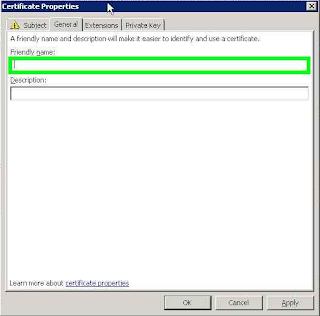 Certificate Properties
Subject General Extensions Private Key
A friendly name and description will make it easier to identify and use a certificate.
Friendly name:
Description:
Learn more about certificate properties
OK Cancel Apply